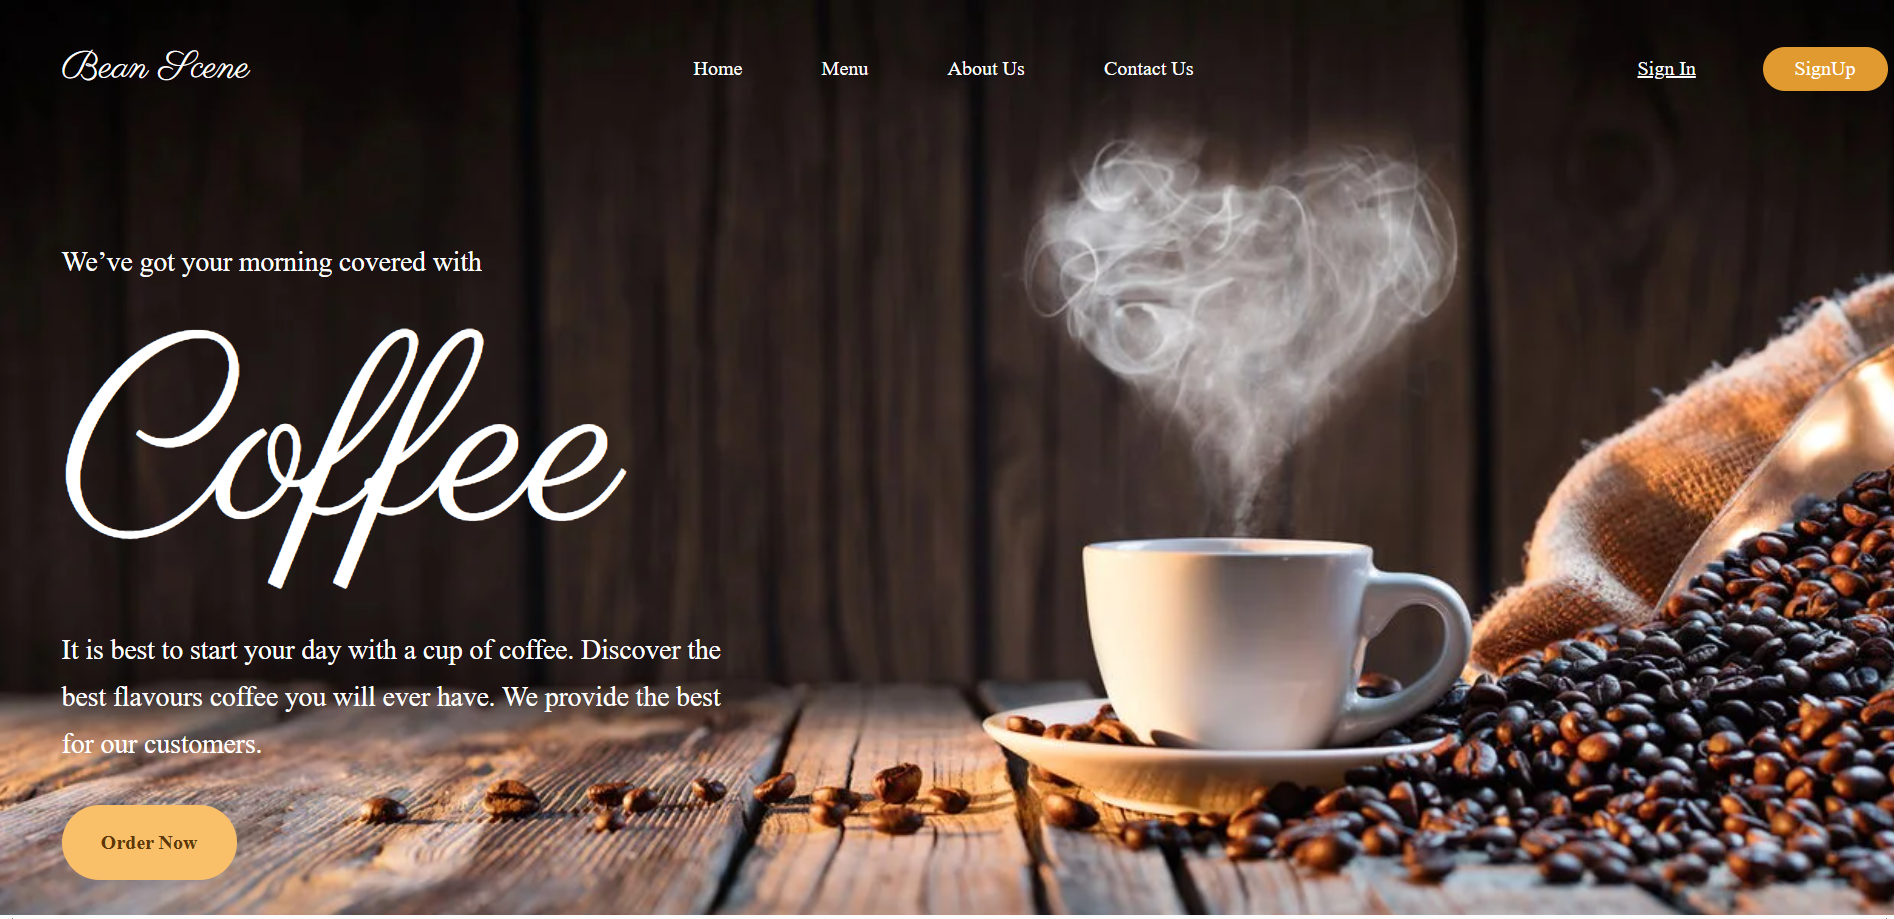 Bean Scene
Home
Menu
About Us
Contact Us
Sign In
SignUp
We’ve got your morning covered with
Coffee
It is best to start your day with a cup of coffee. Discover the
best flavours coffee you will ever have. We provide the best
for our customers.
Order Now